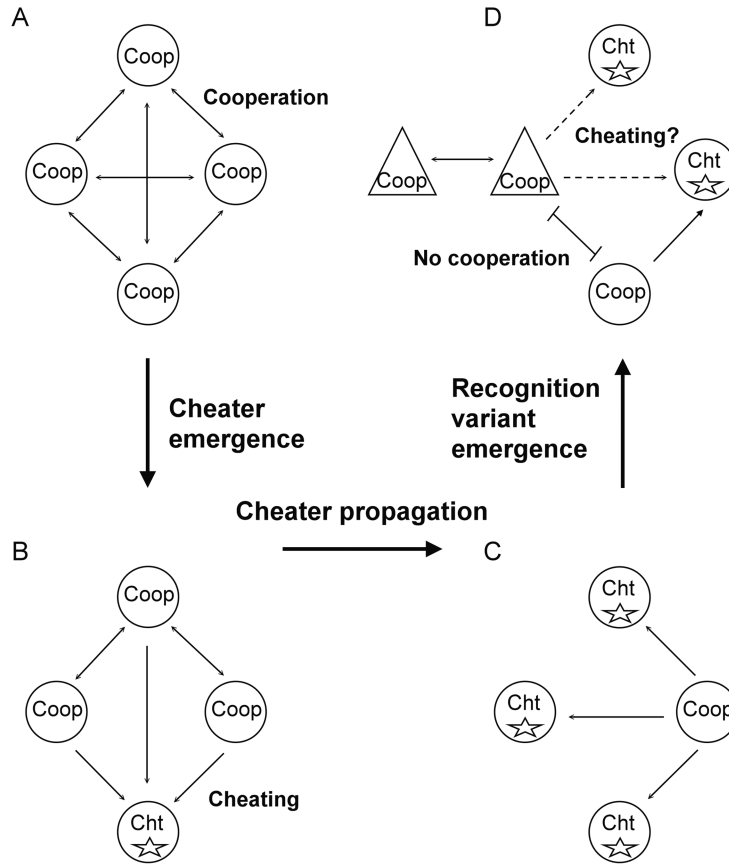 A
Coop
Cooperation
Coop
Coop
Coop
D
Cht
Cheating?
Coop
Coop
Cht
No cooperation
Coop
Cheater
emergence
Recognition
variant
emergence
Cheater propagation
B
Coop
Coop
Coop
Cheating
Cht
C
Cht
Cht
Coop
Cht